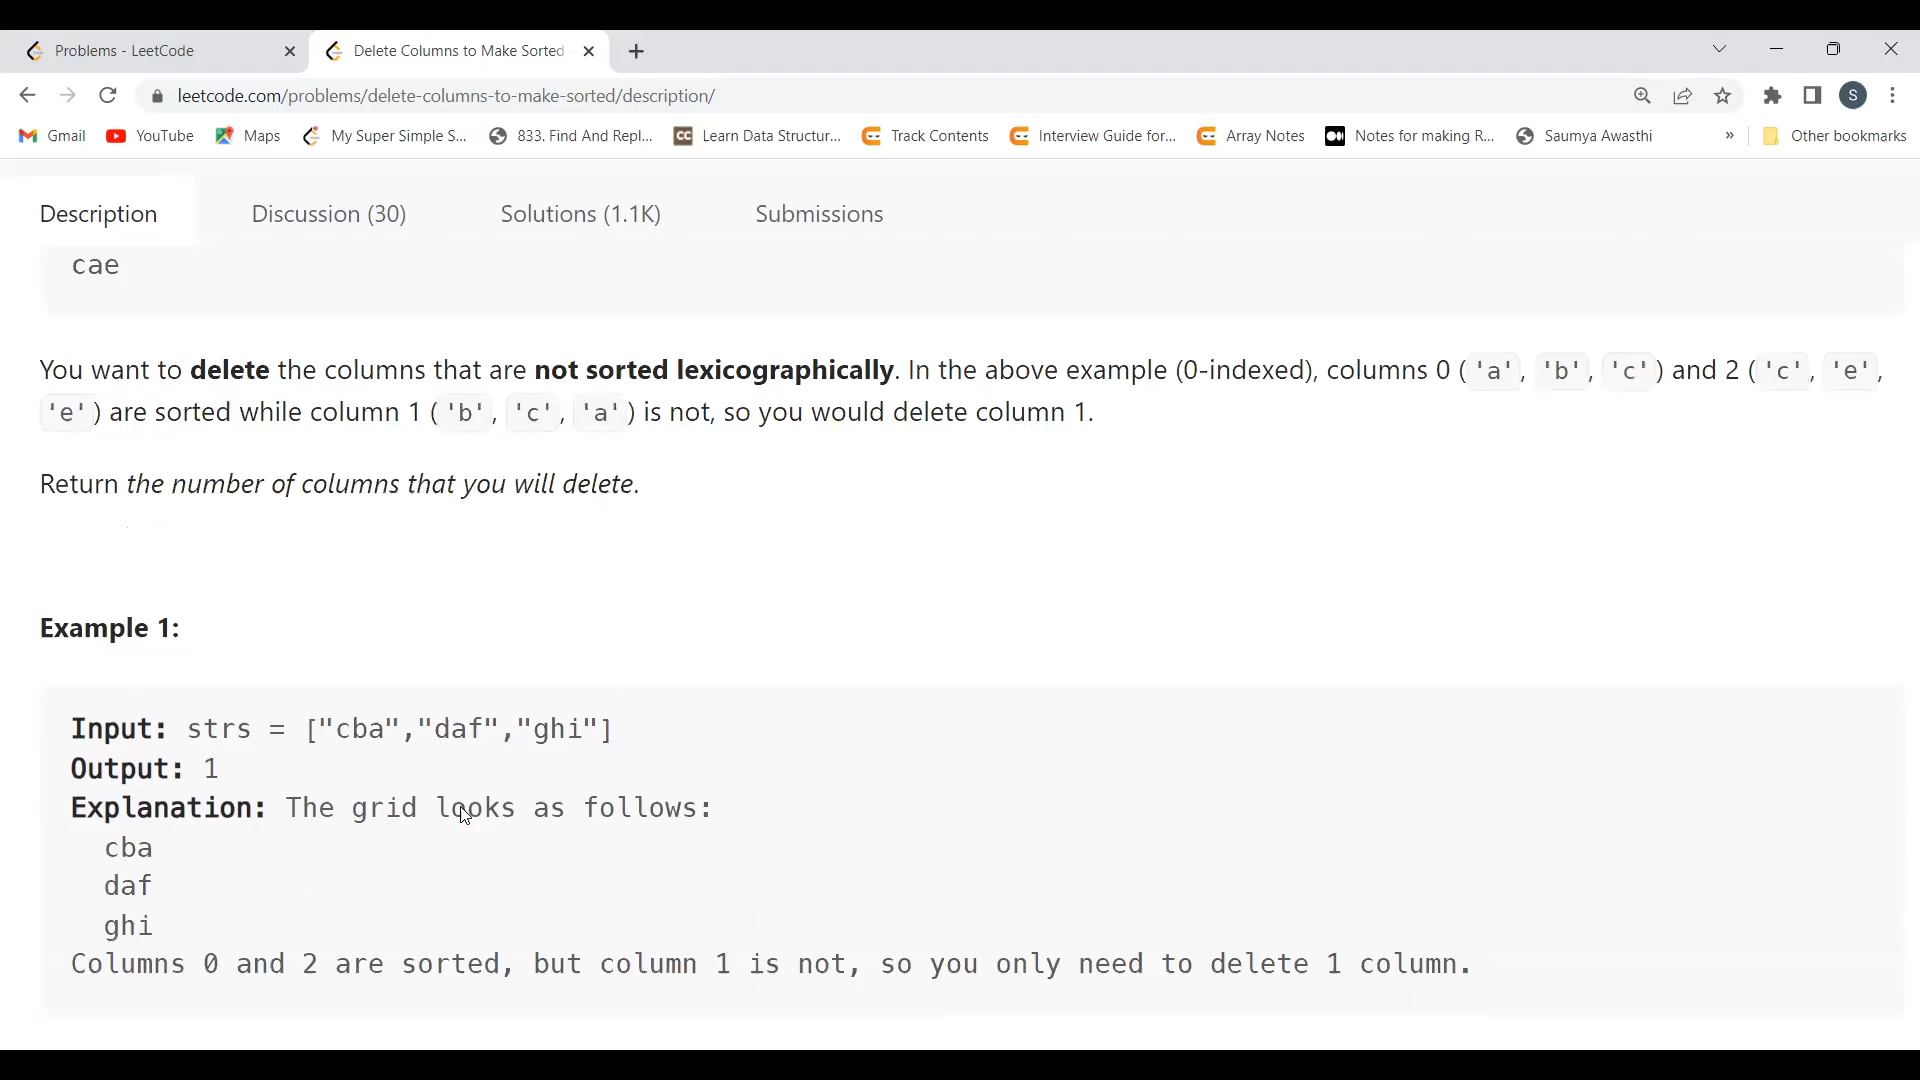 Problems - LeetCode
Delete Columns to Make Sorted
leetcode.com/problems/delete-columns-to-make-sorted/description/
S
Gmail YouTube Maps My Super Simple S... 833. Find And Repl... Learn Data Structur... Track Contents Interview Guide for... Array Notes Notes for making R... Saumya Awasthi » Other bookmarks
Description Discussion (30) Solutions (1.1K) Submissions
cae
You want to delete the columns that are not sorted lexicographically. In the above example (0-indexed), columns 0 ( 'a', 'b', 'c' ) and 2 ( 'c', 'e',
'e' ) are sorted while column 1 ( 'b', 'c', 'a' ) is not, so you would delete column 1.
Return the number of columns that you will delete.
Example 1:
Input: strs = ["cba","daf","ghi"]
Output: 1
Explanation: The grid looks as follows:
cba
daf
ghi
Columns 0 and 2 are sorted, but column 1 is not, so you only need to delete 1 column.